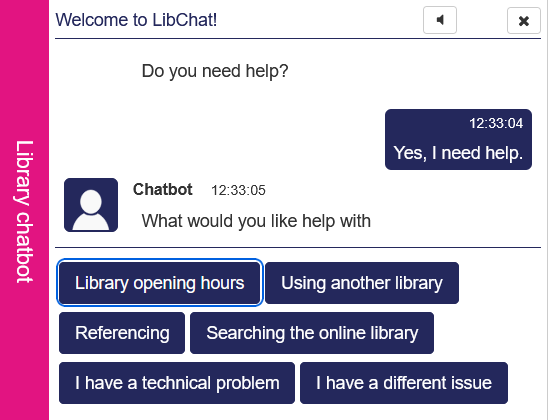 Library chatbot
Welcome to LibChat!
Do you need help?
12:33:04
Yes, I need help.
Chatbot 12:33:05
What would you like help with
Library opening hours Using another library
Referencing Searching the online library
I have a technical problem I have a different issue